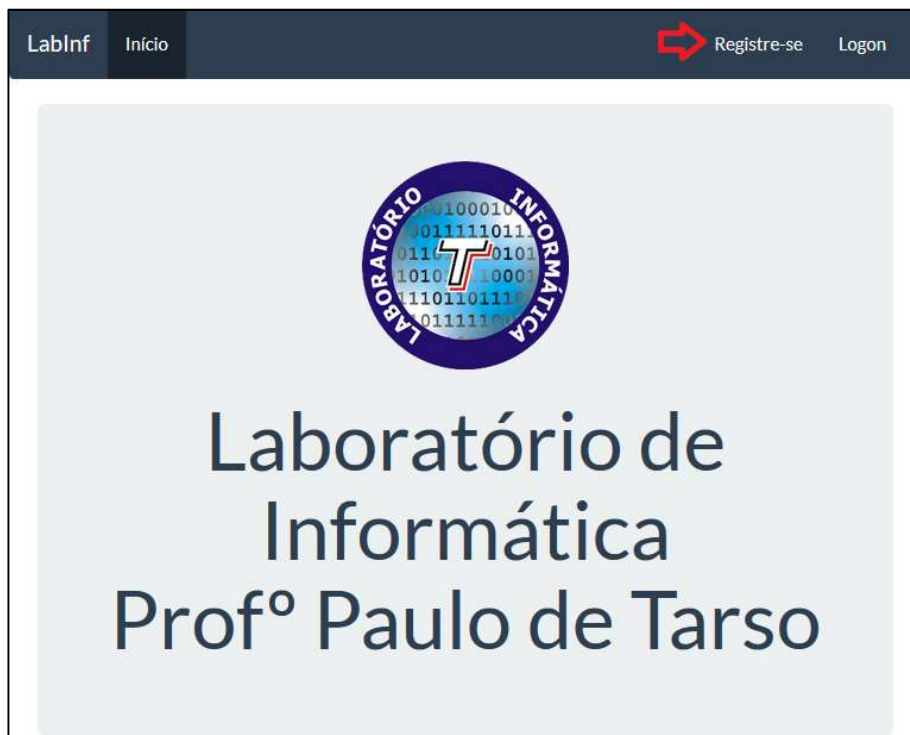 LabInf Início Registre-se Logon
LABORATÓRIO INFORMÁTICA
T
Laboratório de
Informática
Profº Paulo de Tarso